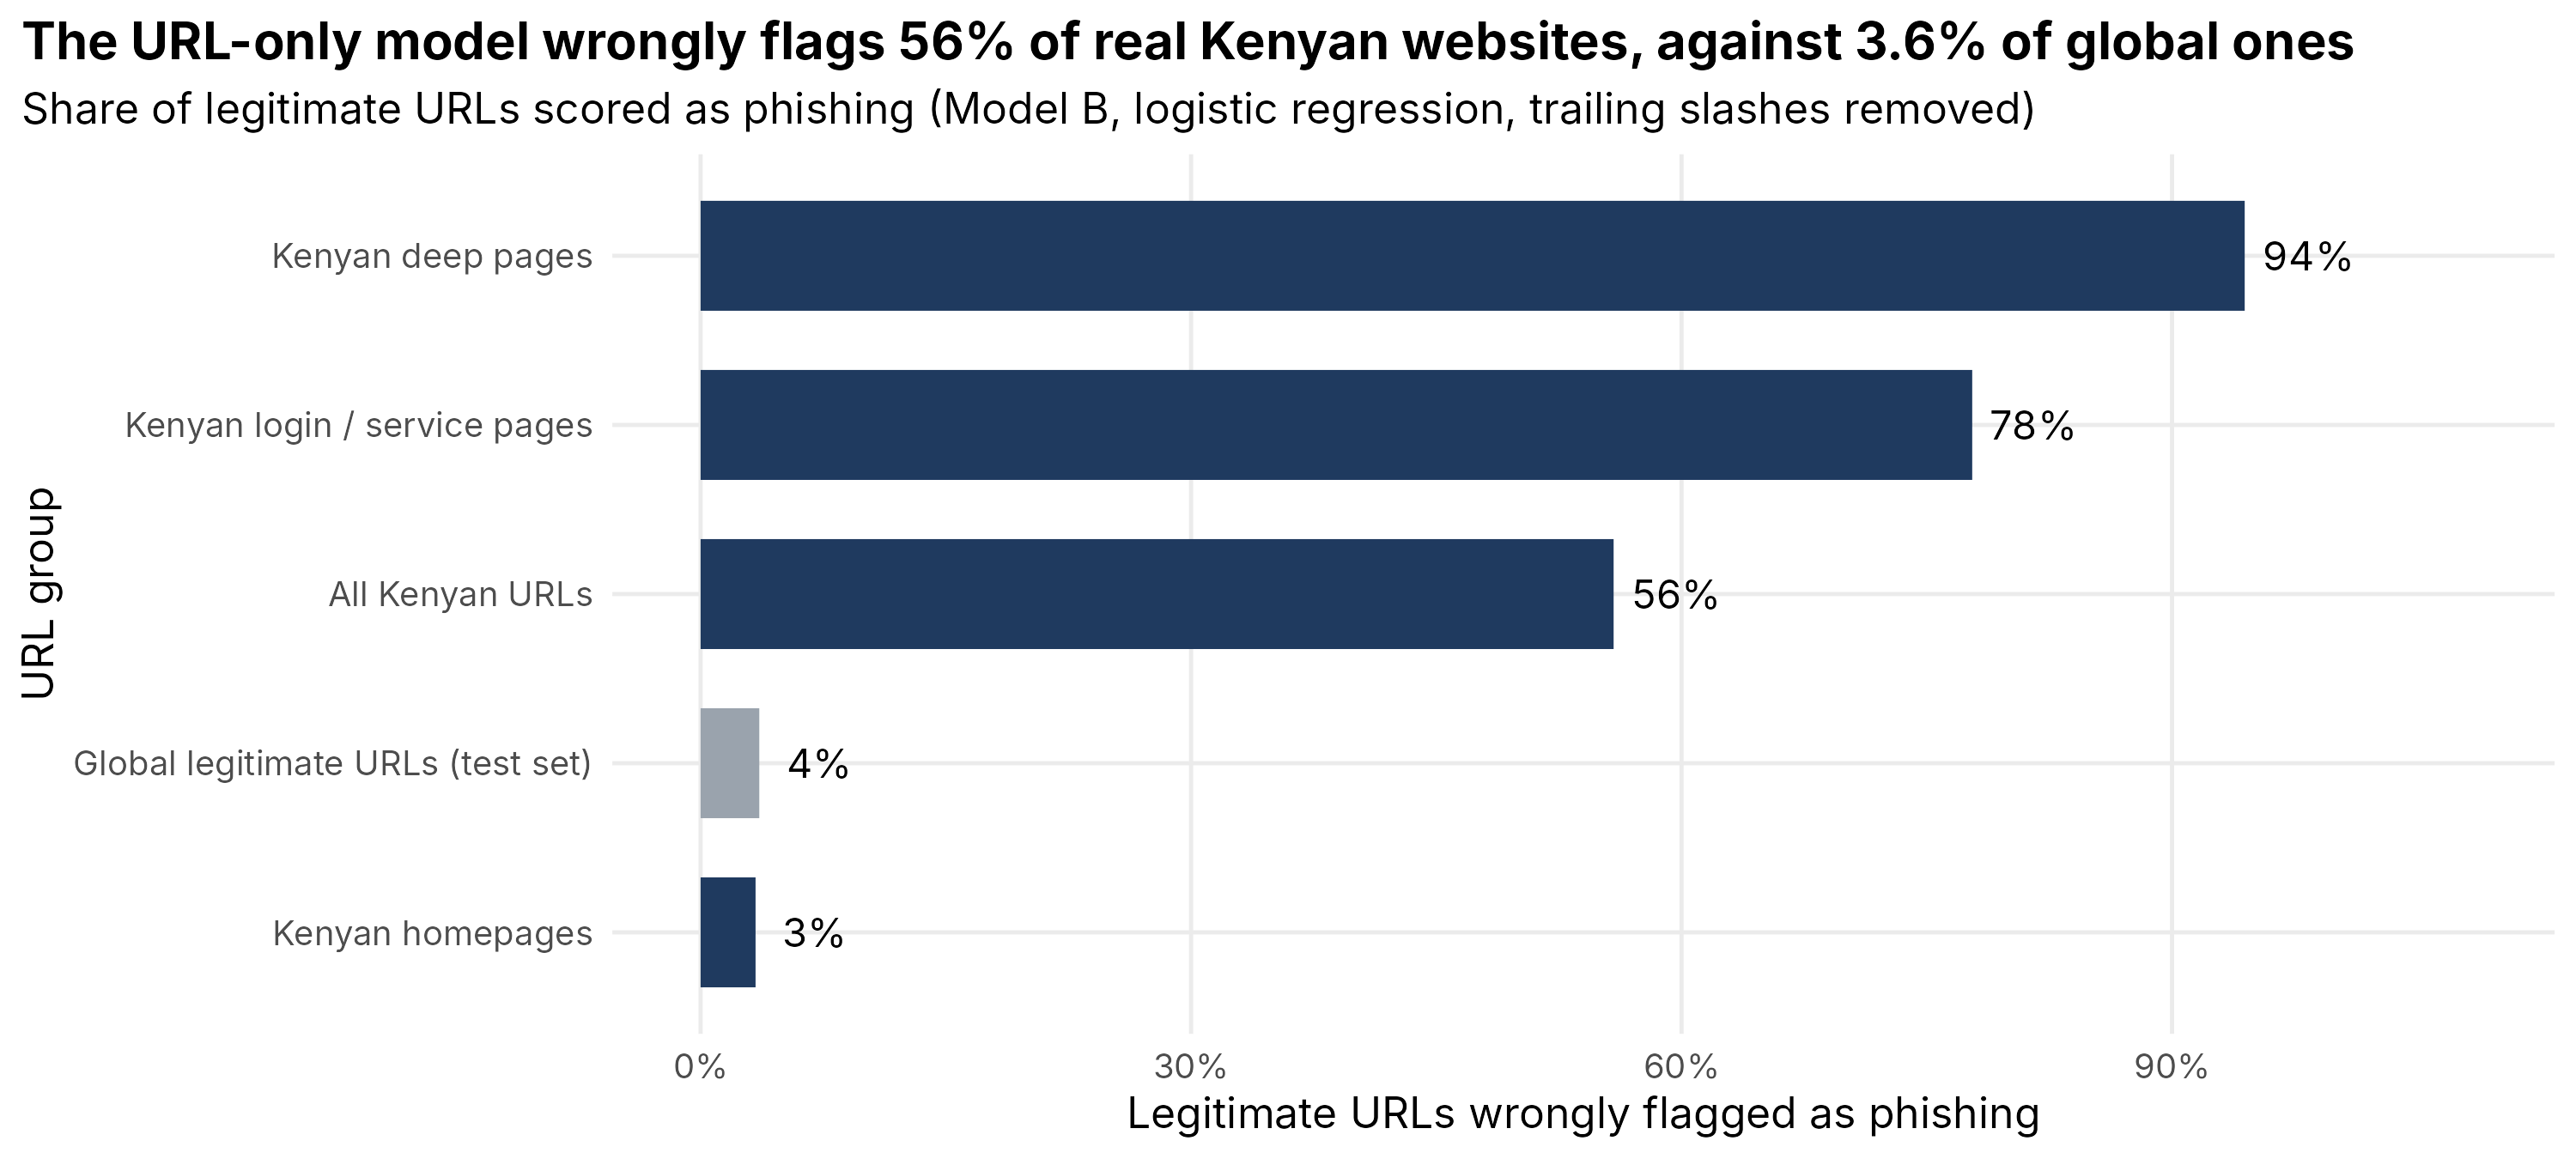 The URL-only model wrongly flags 56% of real Kenyan websites, against 3.6% of global ones
Share of legitimate URLs scored as phishing (Model B, logistic regression, trailing slashes removed)
URL group
Kenyan deep pages
94%
Kenyan login / service pages
78%
All Kenyan URLs
56%
Global legitimate URLs (test set)
4%
Kenyan homepages
3%
0%
30%
60%
90%
Legitimate URLs wrongly flagged as phishing